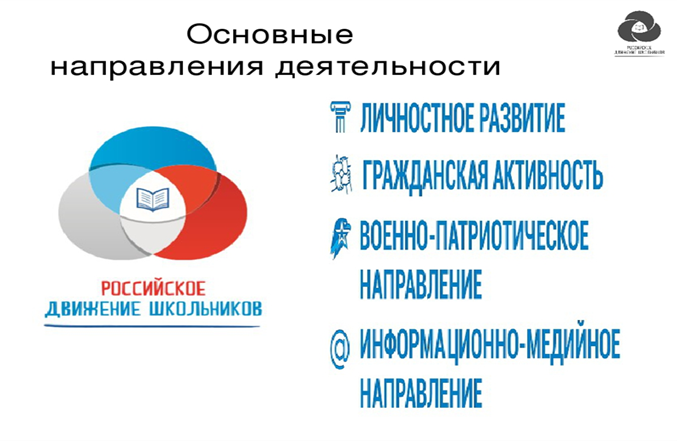 Основные
направления деятельности
РОССИЙСКОЕ
ДВИЖЕНИЕ ШКОЛЬНИКОВ
ЛИЧНОСТНОЕ РАЗВИТИЕ
ГРАЖДАНСКАЯ АКТИВНОСТЬ
ВОЕННО-ПАТРИОТИЧЕСКОЕ
НАПРАВЛЕНИЕ
@ ИНФОРМАЦИОННО-МЕДИЙНОЕ
НАПРАВЛЕНИЕ
РОССИЙСКОЕ
ДВИЖЕНИЕ ШКОЛЬНИКОВ